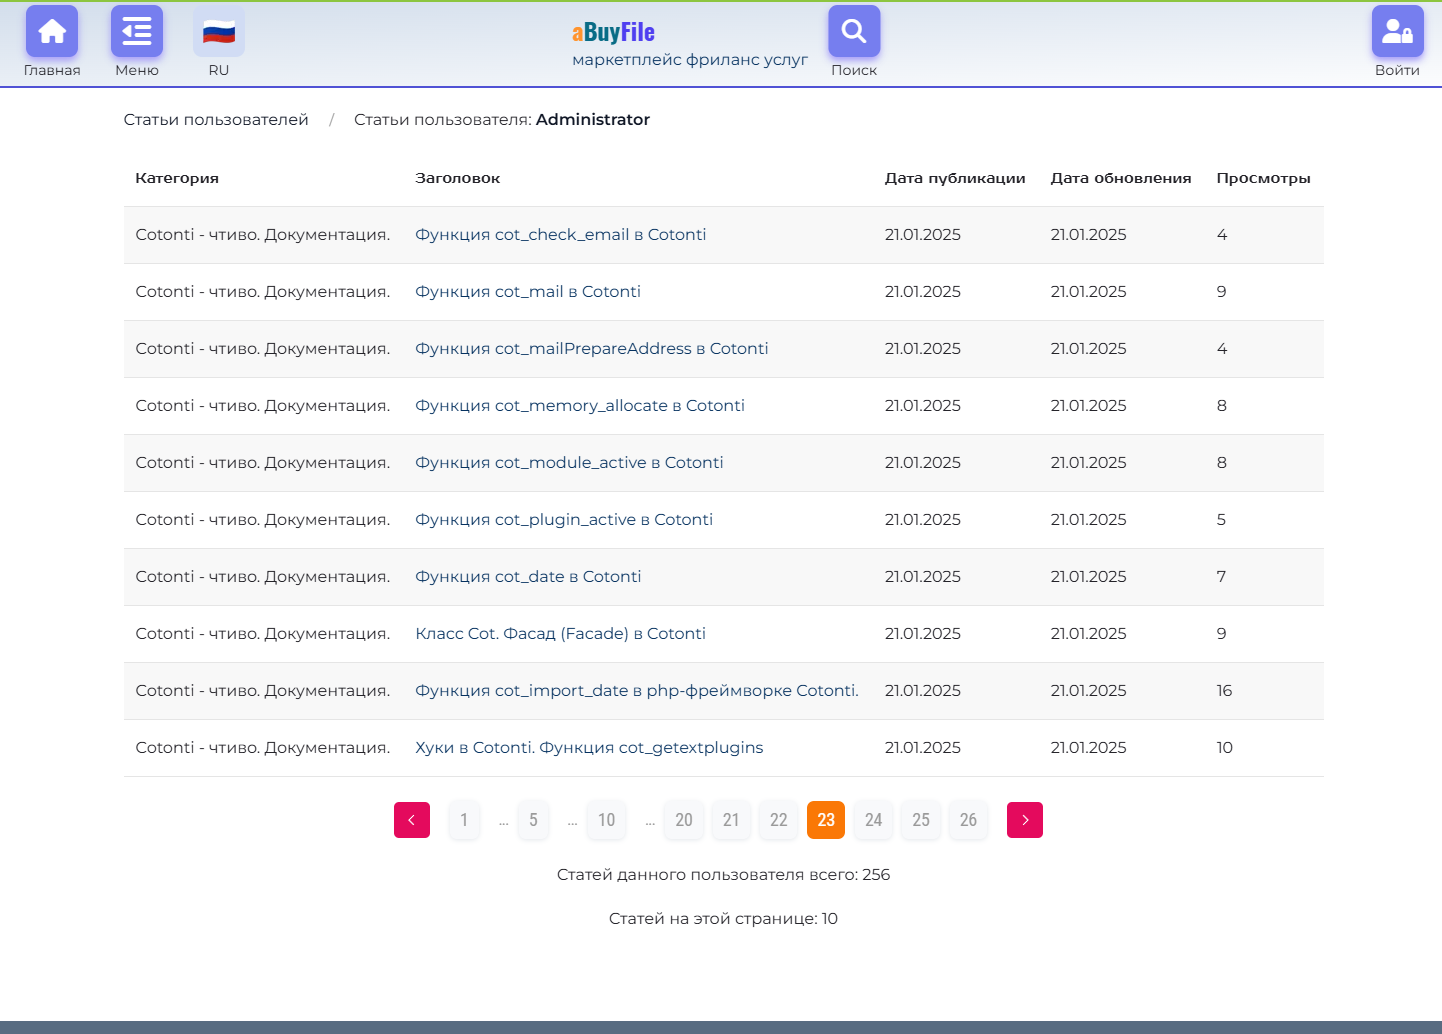 Главная
Меню
RU
aBuyFile
маркетплейс фриланс услуг
Поиск
Войти
Статьи пользователей / Статьи пользователя: Administrator
Категория Заголовок Дата публикации Дата обновления Просмотры
Cotonti - чтиво. Документация. Функция cot_check_email в Cotonti 21.01.2025 21.01.2025 4
Cotonti - чтиво. Документация. Функция cot_mail в Cotonti 21.01.2025 21.01.2025 9
Cotonti - чтиво. Документация. Функция cot_mailPrepareAddress в Cotonti 21.01.2025 21.01.2025 4
Cotonti - чтиво. Документация. Функция cot_memory_allocate в Cotonti 21.01.2025 21.01.2025 8
Cotonti - чтиво. Документация. Функция cot_module_active в Cotonti 21.01.2025 21.01.2025 8
Cotonti - чтиво. Документация. Функция cot_plugin_active в Cotonti 21.01.2025 21.01.2025 5
Cotonti - чтиво. Документация. Функция cot_date в Cotonti 21.01.2025 21.01.2025 7
Cotonti - чтиво. Документация. Класс Cot. Фасад (Facade) в Cotonti 21.01.2025 21.01.2025 9
Cotonti - чтиво. Документация. Функция cot_import_date в php-фреймворке Cotonti. 21.01.2025 21.01.2025 16
Cotonti - чтиво. Документация. Хуки в Cotonti. Функция cot_getextplugins 21.01.2025 21.01.2025 10
1 ... 5 ... 10 ... 20 21 22 23 24 25 26
Статей данного пользователя всего: 256
Статей на этой странице: 10